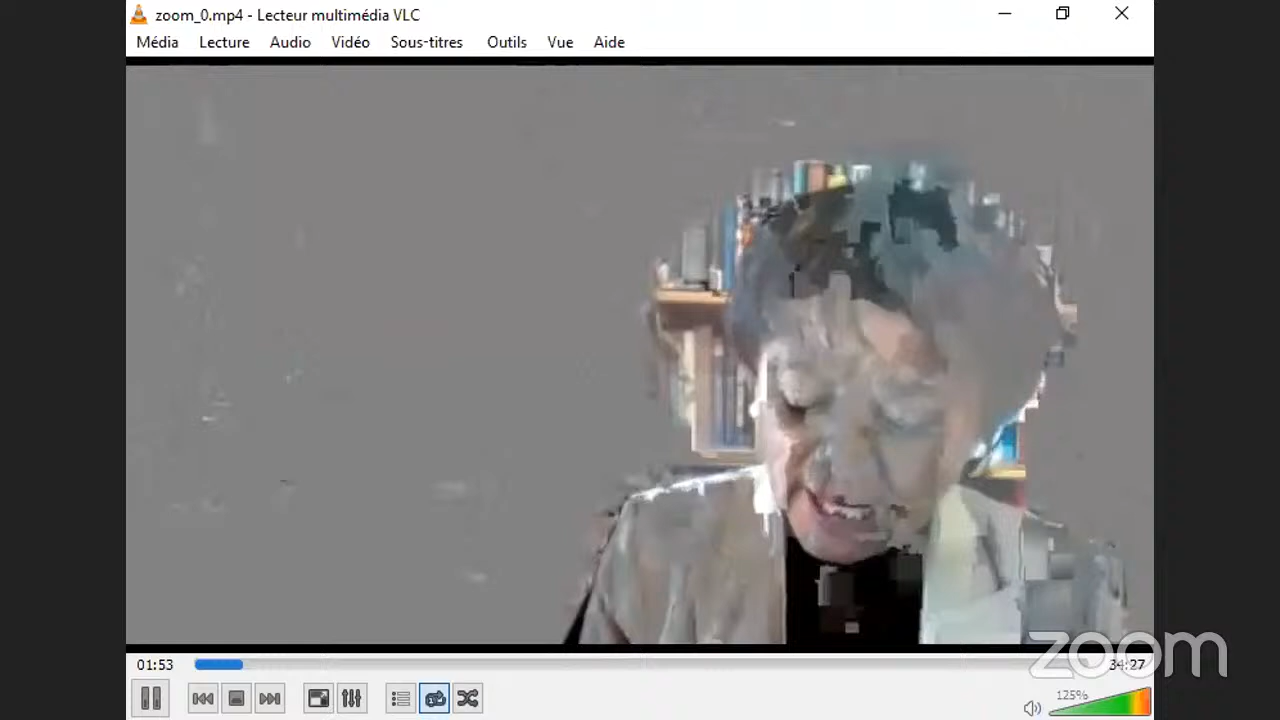 zoom_0.mp4 - Lecteur multimédia VLC
Média Lecture Audio Vidéo Sous-titres Outils Vue Aide
zoom
01:53 34:27
125%